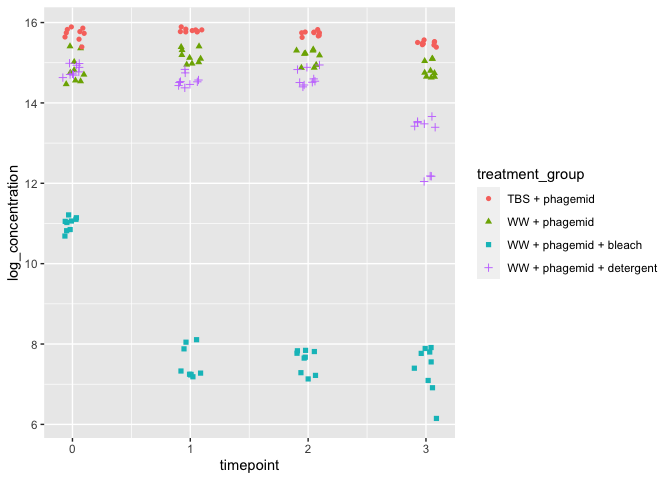 16
14
12
10
8
6
log_concentration
0
1
2
3
timepoint
treatment_group
TBS + phagemid
WW + phagemid
WW + phagemid + bleach
WW + phagemid + detergent